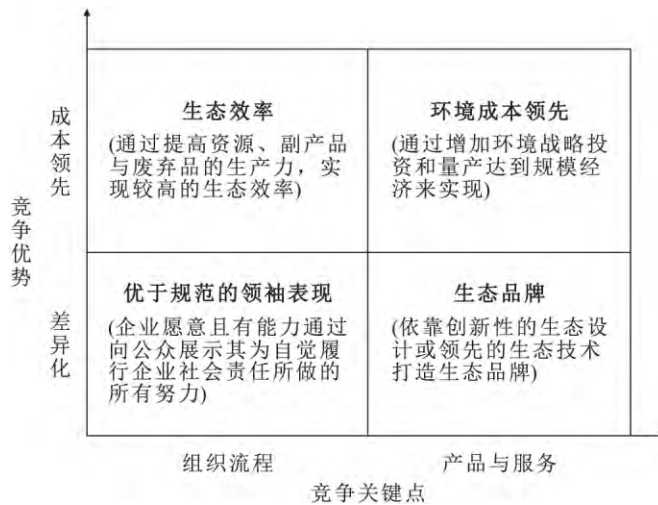 生态效率
(通过提高资源、副产品
与废弃品的生产力，实
现较高的生态效率)
环境成本领先
(通过增加环境战略投
资和量产达到规模经
济来实现)
成本领先
竞争优势
优于规范的领袖表现
(企业愿意且有能力通过
向公众展示其为自觉履
行企业社会责任所做的
所有努力)
生态品牌
(依靠创新性的生态设
计或领先的生态技术
打造生态品牌)
差异化
组织流程
产品与服务
竞争关键点